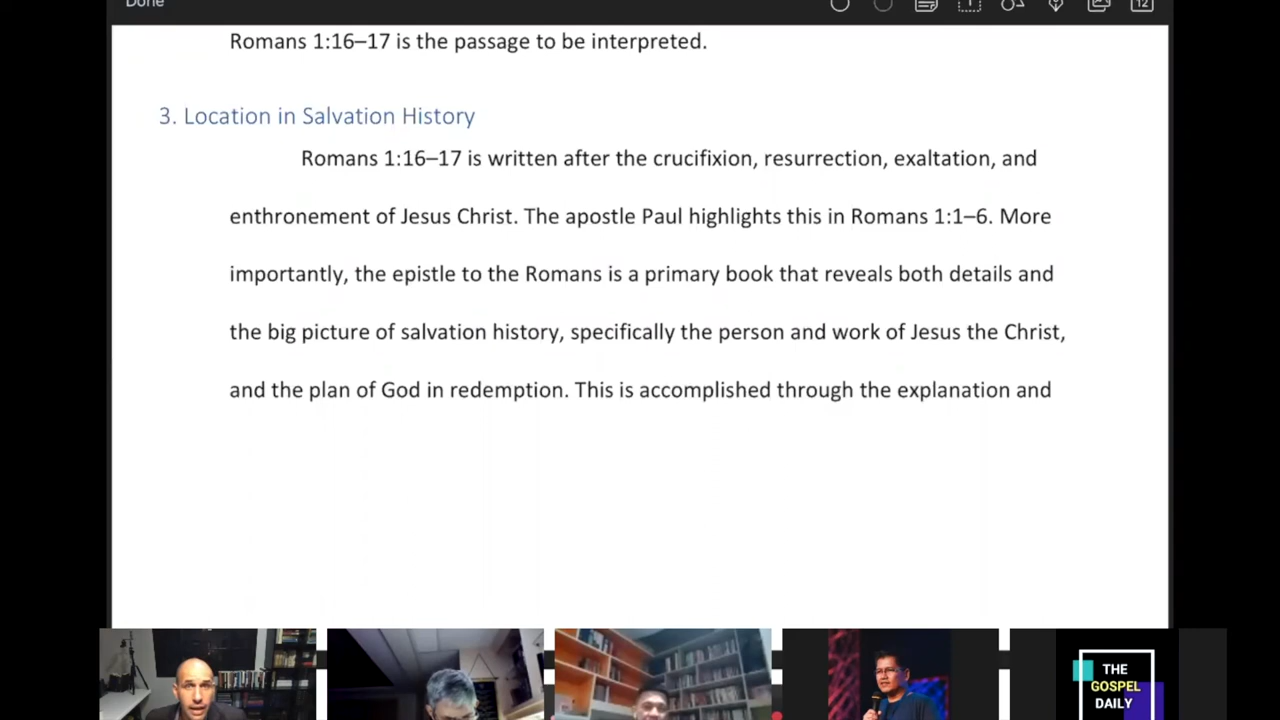 Done
12
Romans 1:16–17 is the passage to be interpreted.
3. Location in Salvation History
Romans 1:16–17 is written after the crucifixion, resurrection, exaltation, and
enthronement of Jesus Christ. The apostle Paul highlights this in Romans 1:1–6. More
importantly, the epistle to the Romans is a primary book that reveals both details and
the big picture of salvation history, specifically the person and work of Jesus the Christ,
and the plan of God in redemption. This is accomplished through the explanation and
THE
GOSPEL
DAILY